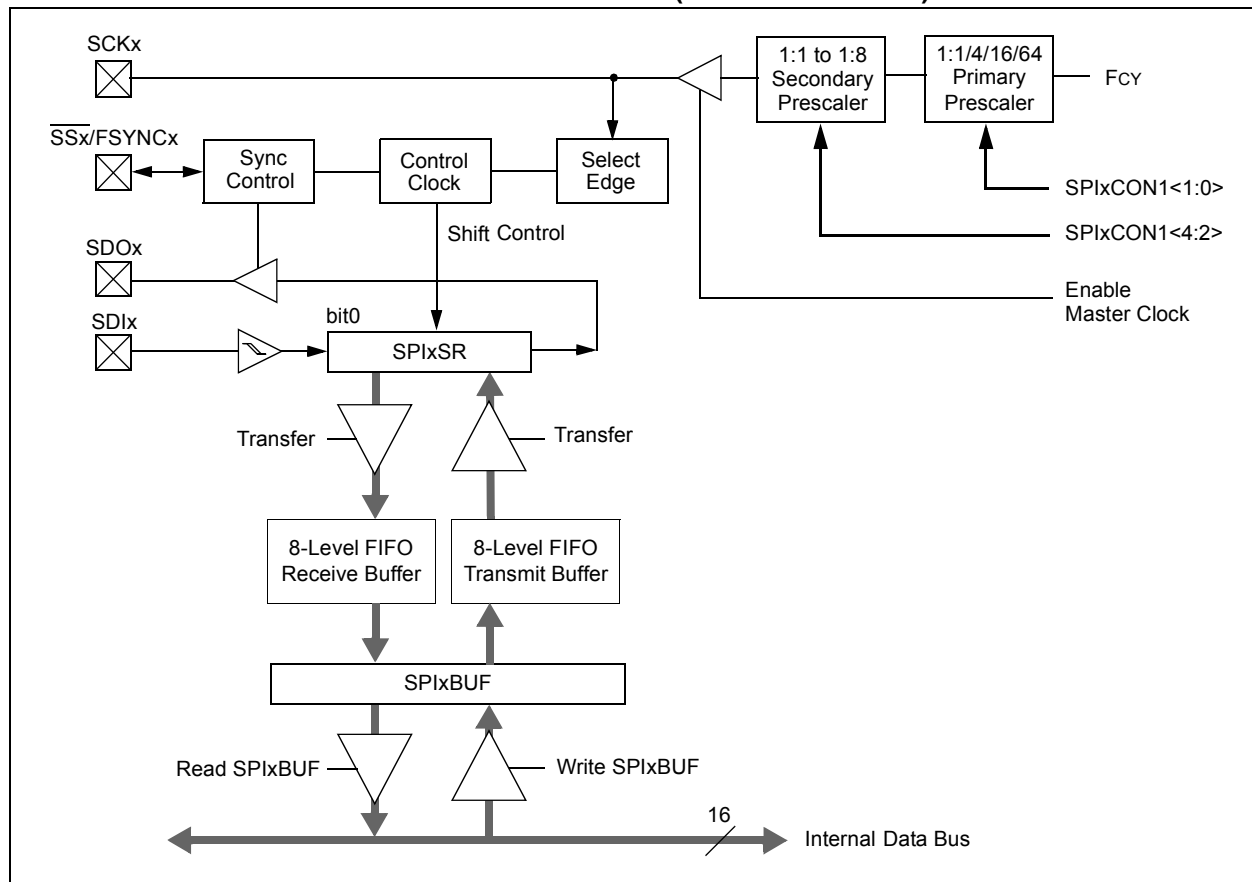 SCKx
1:1 to 1:8
Secondary
Prescaler
1:1/4/16/64
Primary
Prescaler
FCY
SSx/FSYNCx
Sync
Control
Control
Clock
Select
Edge
SPIxCON1<1:0>
SPIxCON1<4:2>
Shift Control
SDOx
Enable
Master Clock
SDIx
bit0
SPIxSR
Transfer
Transfer
8-Level FIFO
Receive Buffer
8-Level FIFO
Transmit Buffer
SPIxBUF
Read SPIxBUF
Write SPIxBUF
16
Internal Data Bus